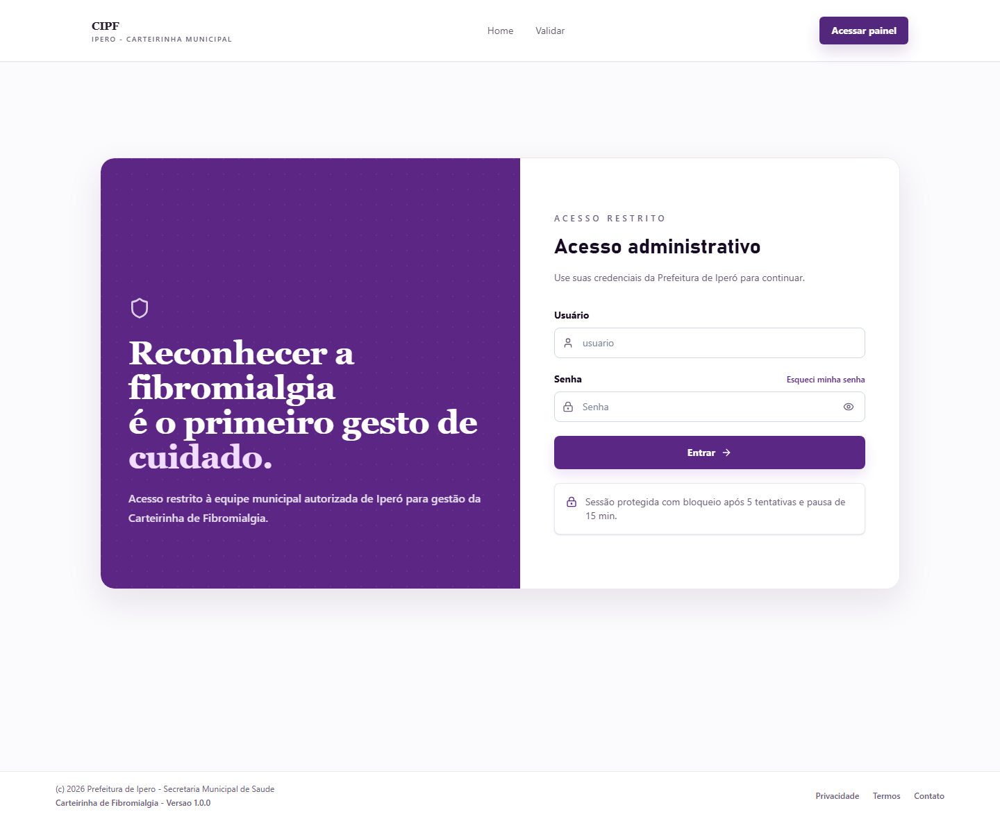 CIPF
IPERO - CARTEIRINHA MUNICIPAL
Home
Validar
Acessar painel
Reconhecer a
fibromialgia
é o primeiro gesto de
cuidado.
Acesso restrito à equipe municipal autorizada de Iperó para gestão da
Carteirinha de Fibromialgia.
ACESSO RESTRITO
Acesso administrativo
Use suas credenciais da Prefeitura de Iperó para continuar.
Usuário
usuario
Senha
Esqueci minha senha
Senha
Entrar
Sessão protegida com bloqueio após 5 tentativas e pausa de
15 min.
(c) 2026 Prefeitura de Ipero - Secretaria Municipal de Saude
Carteirinha de Fibromialgia - Versao 1.0.0
Privacidade
Termos
Contato